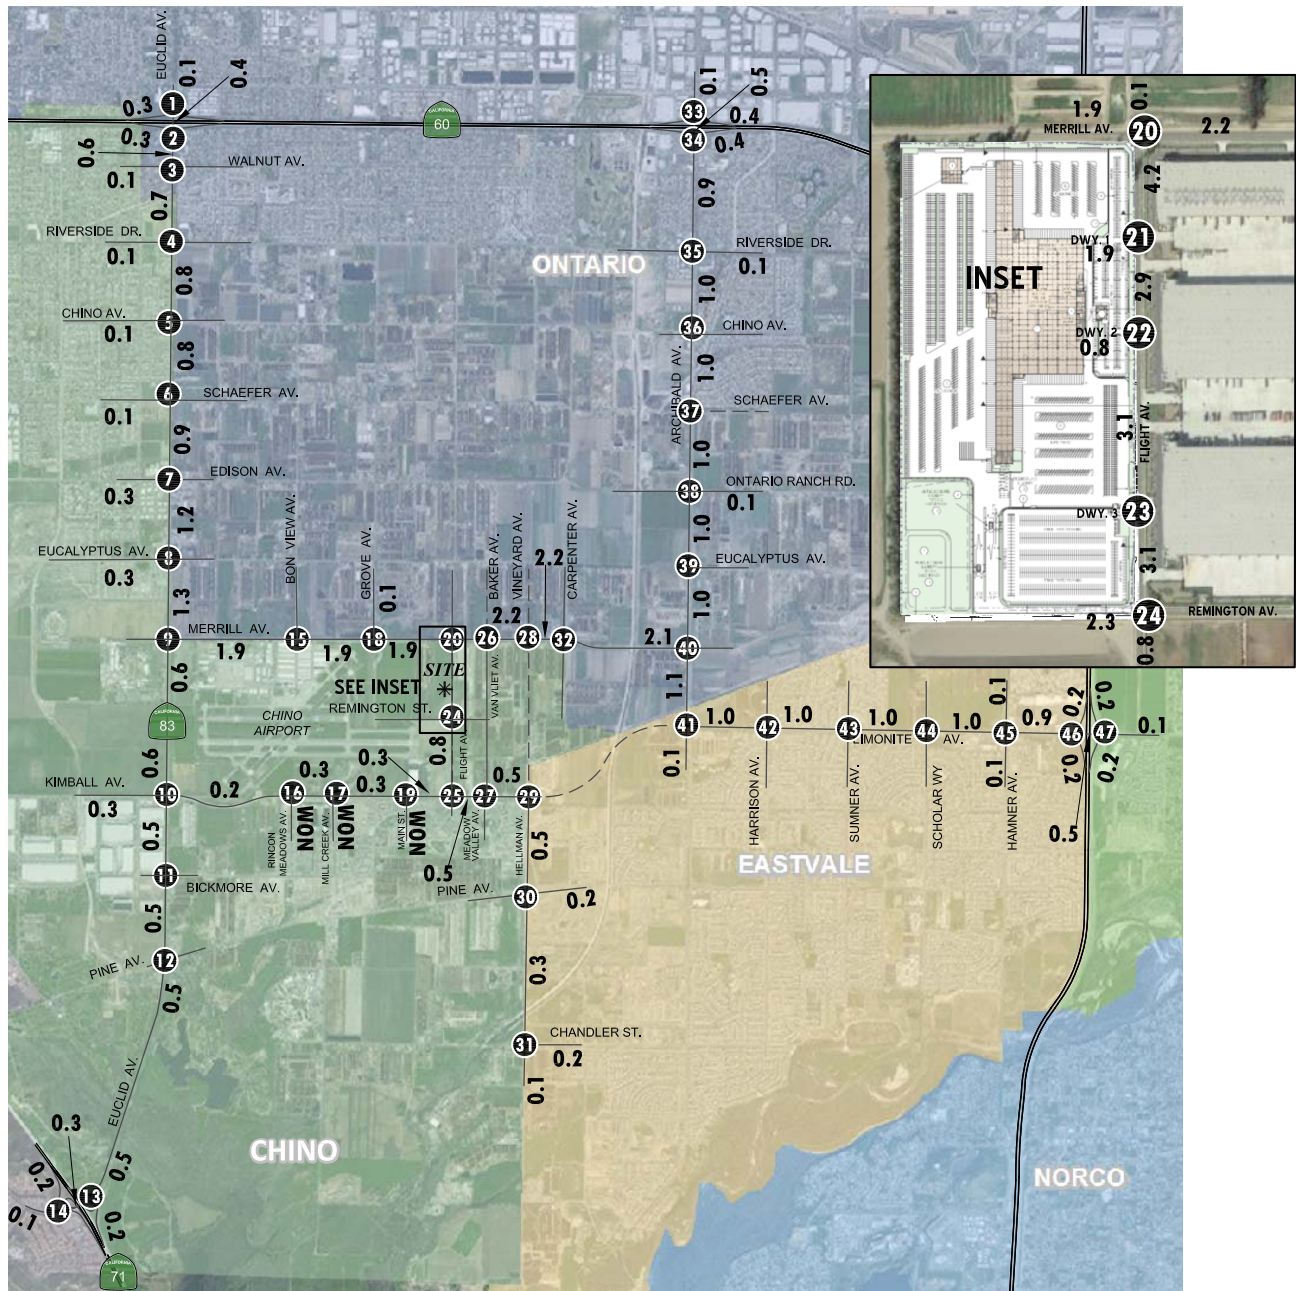 EUCLID AV.
0.1
0.4
0.3
1
CALIFORNIA
60
0.3
2
0.6
WALNUT AV.
3
0.1
0.7
RIVERSIDE DR.
4
0.1
0.8
CHINO AV.
5
0.1
0.8
6
SCHAEFER AV.
0.1
0.9
7
EDISON AV.
0.3
1.2
EUCALYPTUS AV.
8
0.3
1.3
MERRILL AV.
9
1.9
BON VIEW AV.
15
1.9
GROVE AV.
0.1
18
1.9
20
BAKER AV.
26
2.2
VINEYARD AV.
28
2.2
CARPENTER AV.
32
2.1
40
0.1
0.5
33
0.4
34
0.4
0.9
ONTARIO
35
RIVERSIDE DR.
0.1
1.0
36
CHINO AV.
1.0
ARCHIBALD AV.
SCHAEFER AV.
37
1.0
38
ONTARIO RANCH RD.
0.1
1.0
39
EUCALYPTUS AV.
1.0
INSET
1.9
MERRILL AV.
0.1
20
2.2
4.2
21
DWY. 1
1.9
2.9
22
DWY. 2
0.8
3.1
FLIGHT AV.
DWY. 3
23
3.1
24
REMINGTON AV.
2.3
0.8
SITE
SEE INSET
REMINGTON ST.
24
VAN VLIET AV.
CHINO
AIRPORT
0.6
CALIFORNIA
83
0.6
0.8
FLIGHT AV.
0.3
KIMBALL AV.
10
0.3
0.2
0.3
16
NOM
17
NOM
0.3
19
NOM
25
27
0.5
29
RINCON
MEADOWS AV.
MILL CREEK AV.
MAIN ST.
MEADOW
VALLEY AV.
HELLMAN AV.
0.5
0.5
0.5
11
BICKMORE AV.
0.5
PINE AV.
30
0.2
PINE AV.
12
0.5
0.3
31
CHANDLER ST.
0.2
0.1
1.1
41
0.1
1.0
42
1.0
43
1.0
44
1.0
45
0.9
46
47
0.1
LIMONITE AV.
0.1
0.1
0.2
0.2
0.2
0.2
0.5
HARRISON AV.
SUMNER AV.
SCHOLAR WY
HAMNER AV.
EASTVALE
EUCLID AV.
CHINO
NORCO
0.3
0.5
13
0.2
14
0.1
0.2
CALIFORNIA
71